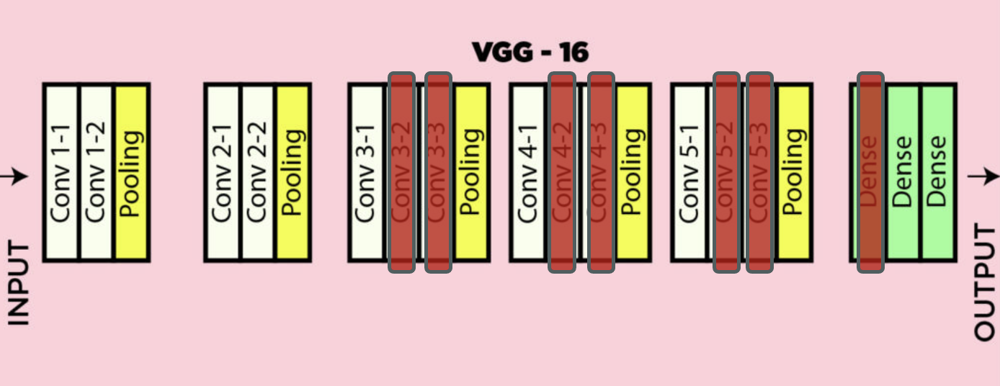 VGG - 16
INPUT
Conv 1-1
Conv 1-2
Pooling
Conv 2-1
Conv 2-2
Pooling
Conv 3-1
Conv 3-2
Conv 3-3
Pooling
Conv 4-1
Conv 4-2
Conv 4-3
Pooling
Conv 5-1
Conv 5-2
Conv 5-3
Pooling
Dense
Dense
Dense
OUTPUT